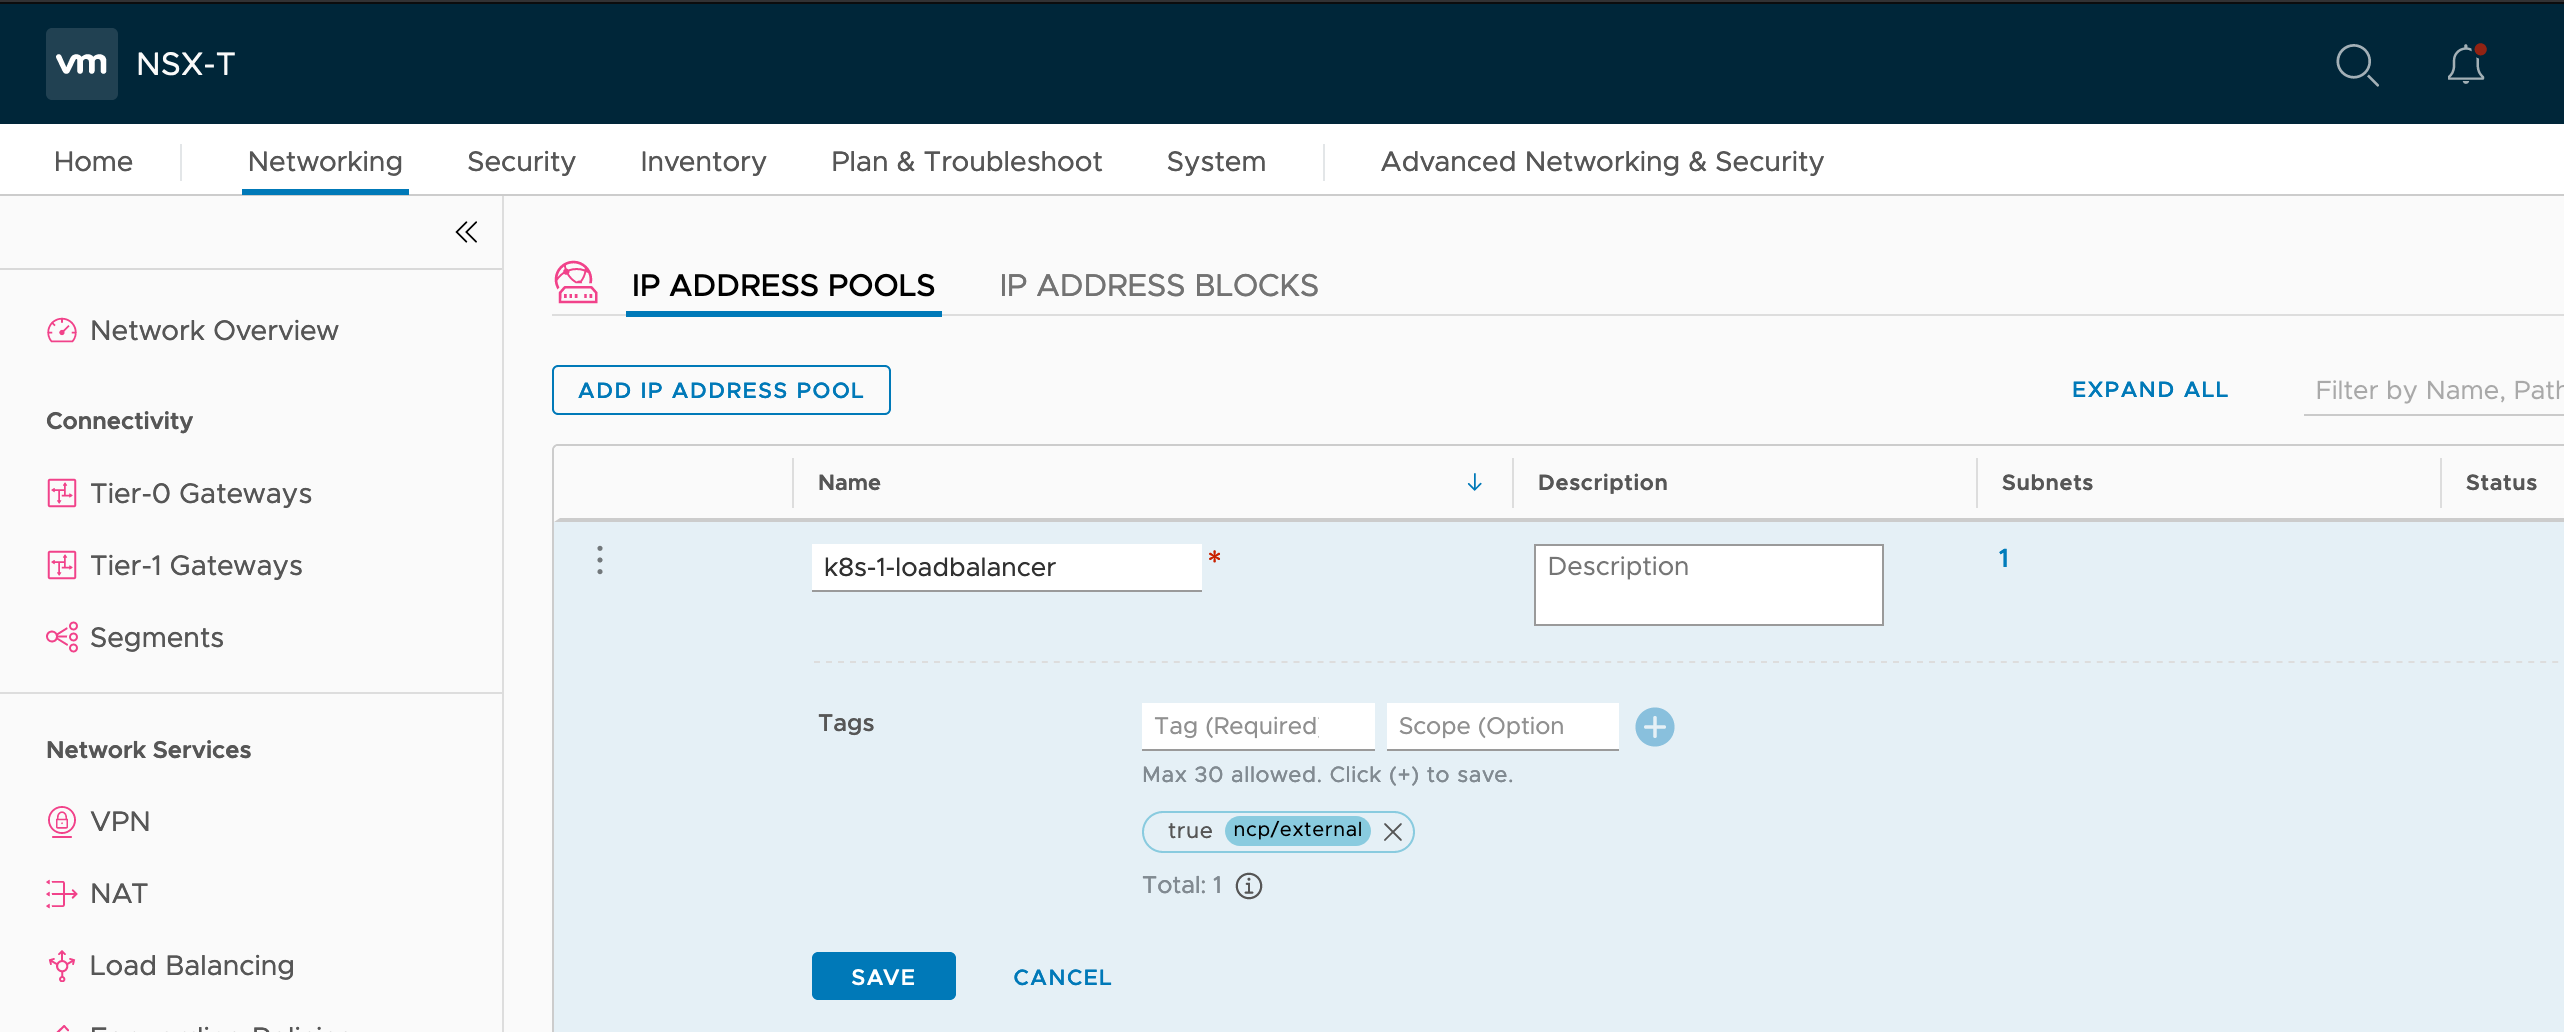 vm NSX-T
Home Networking Security Inventory Plan & Troubleshoot System Advanced Networking & Security
Network Overview
Connectivity
Tier-0 Gateways
Tier-1 Gateways
Segments
Network Services
VPN
NAT
Load Balancing
IP ADDRESS POOLS IP ADDRESS BLOCKS
ADD IP ADDRESS POOL EXPAND ALL Filter by Name, Path
Name Description Subnets Status
k8s-1-loadbalancer * Description 1
Tags Tag (Required) Scope (Option
Max 30 allowed. Click (+) to save.
true ncp/external
Total: 1
SAVE CANCEL